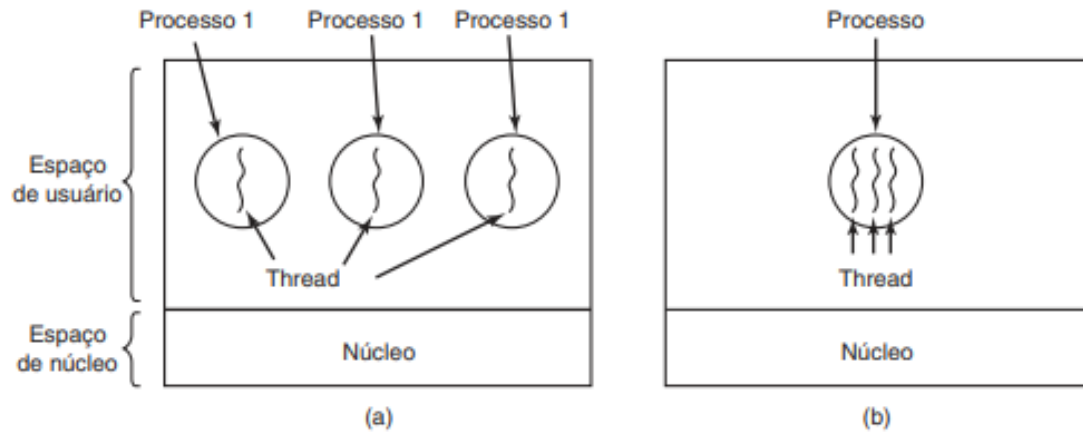 Processo 1 Processo 1 Processo 1 Processo
Espaço
de usuário
Thread Thread
Espaço
de núcleo
Núcleo Núcleo
(a) (b)